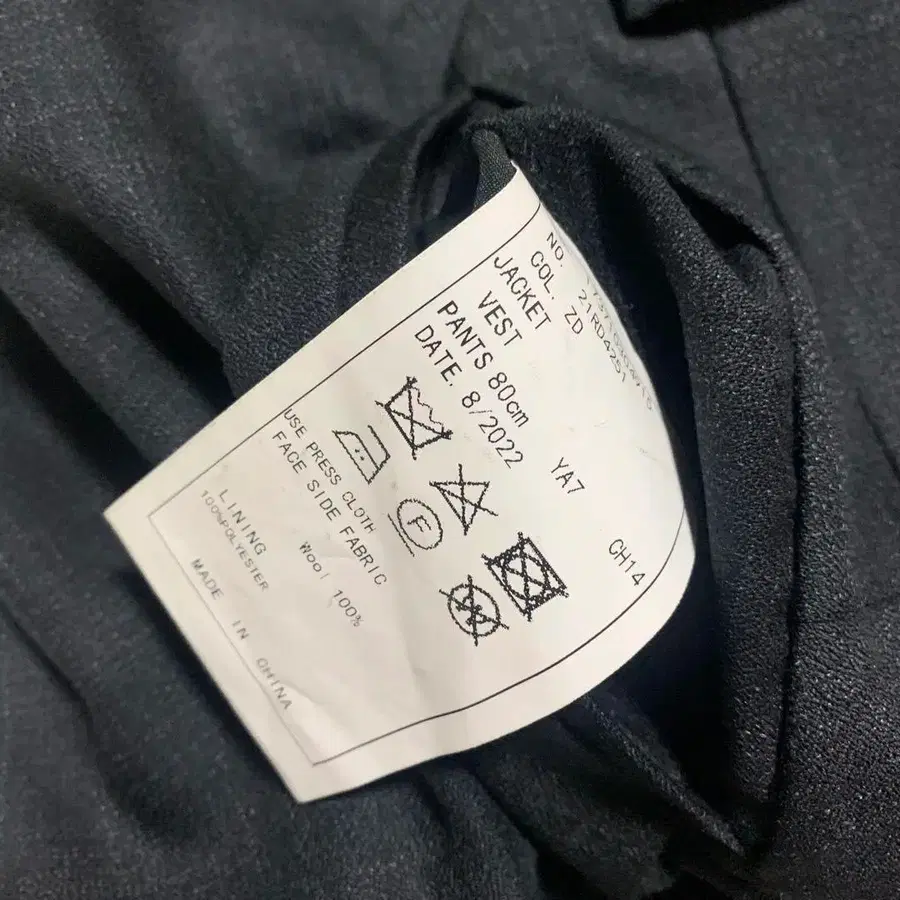 NO.
21RD4251
COL. ZD
JACKET
VEST
PANTS 80cm YA7 CH14
DATE. 8/2022
F
USE PRESS CLOTH
FACE SIDE FABRIC
Wool 100%
LINING
100%POLYESTER
MADE IN CHINA